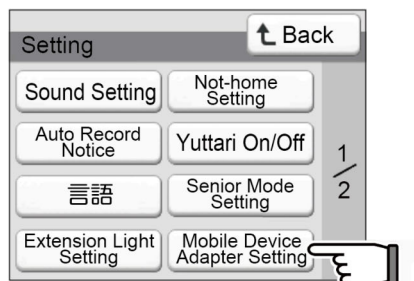 Setting
Back
Sound Setting
Not-home
Setting
Auto Record
Notice
Yuttari On/Off
言語
Senior Mode
Setting
Extension Light
Setting
Mobile Device
Adapter Setting
1/2